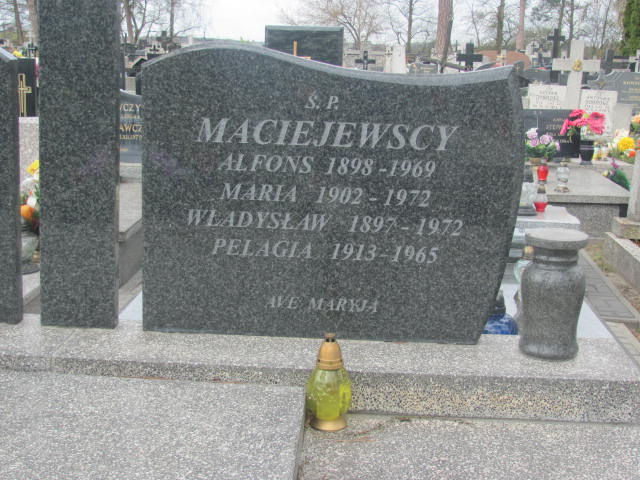 Ś.P.
MACIEJEWSCY
ALFONS 1898-1969
MARIA 1902-1972
WŁADYSŁAW 1897-1972
PELAGIA 1913-1965
AVE MARYJA